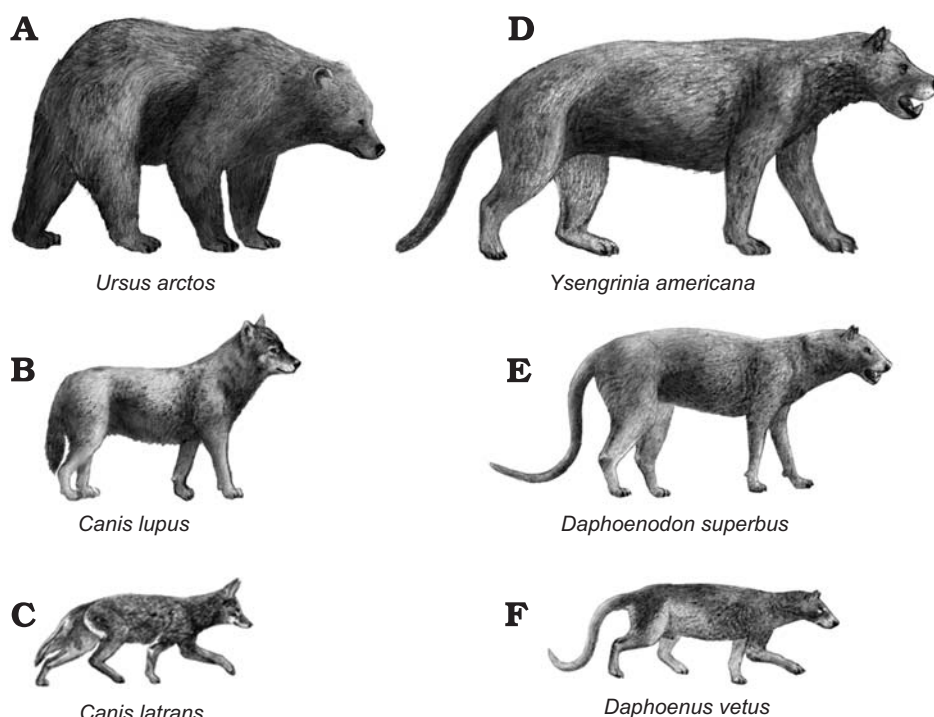 A
Ursus arctos
B
Canis lupus
C
Canis latrans
D
Ysengrinia americana
E
Daphoenodon superbus
F
Daphoenus vetus